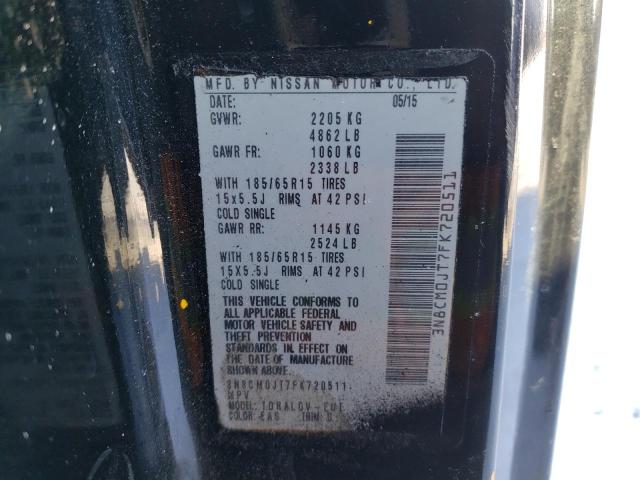 MFD. BY NISSAN MOTOR CO., LTD.
DATE: 05/15
GVWR: 2205 KG
4862 LB
GAWR FR: 1060 KG
2338 LB
WITH 185/65R15 TIRES
15x5.5J RIMS AT 42 PSI
COLD SINGLE
GAWR RR: 1145 KG
2524 LB
WITH 185/65R15 TIRES
15X5.5J RIMS AT 42 PSI
COLD SINGLE
THIS VEHICLE CONFORMS TO
ALL APPLICABLE FEDERAL
MOTOR VEHICLE SAFETY AND
THEFT PREVENTION
STANDARDS IN EFFECT ON
THE DATE OF MANUFACTURE
SHOWN ABOVE.
3N8CM0JT7FK720511
MPV
MODEL:
COLOR: EAS TRIM:
3N8CM0JT7FK720511